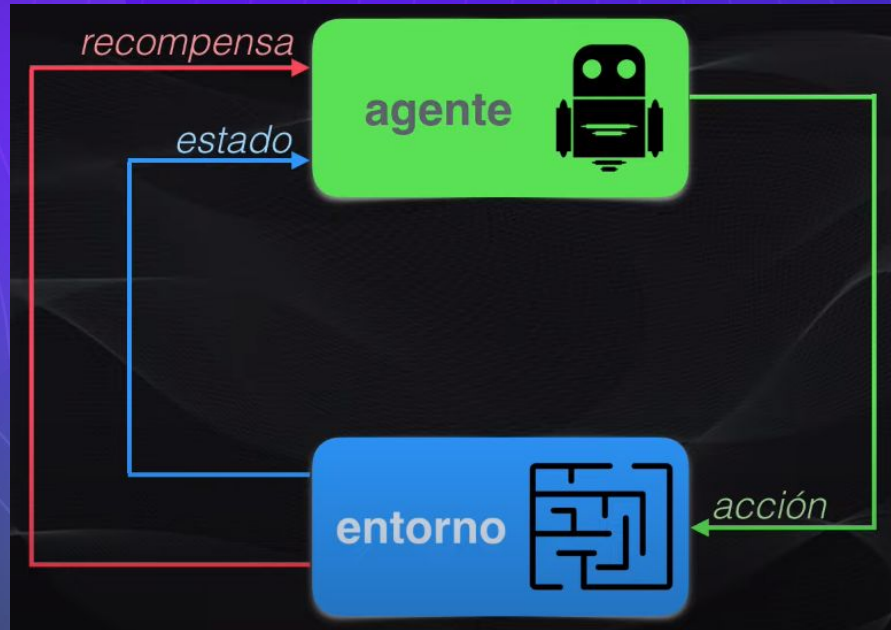 recompensa
agente
estado
entorno
acción